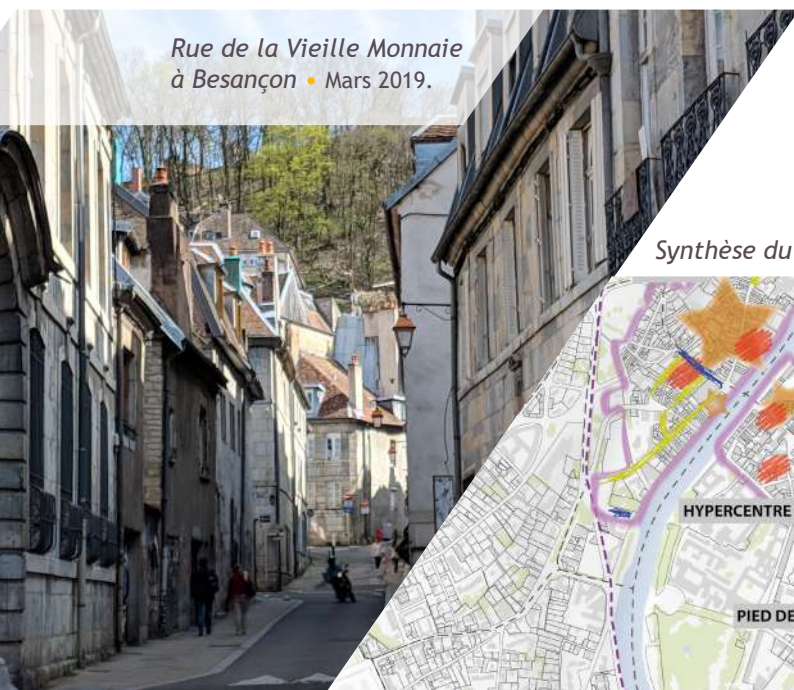 Rue de la Vieille Monnaie
à Besançon • Mars 2019.
Synthèse du
HYPERCENTRE
PIED DE